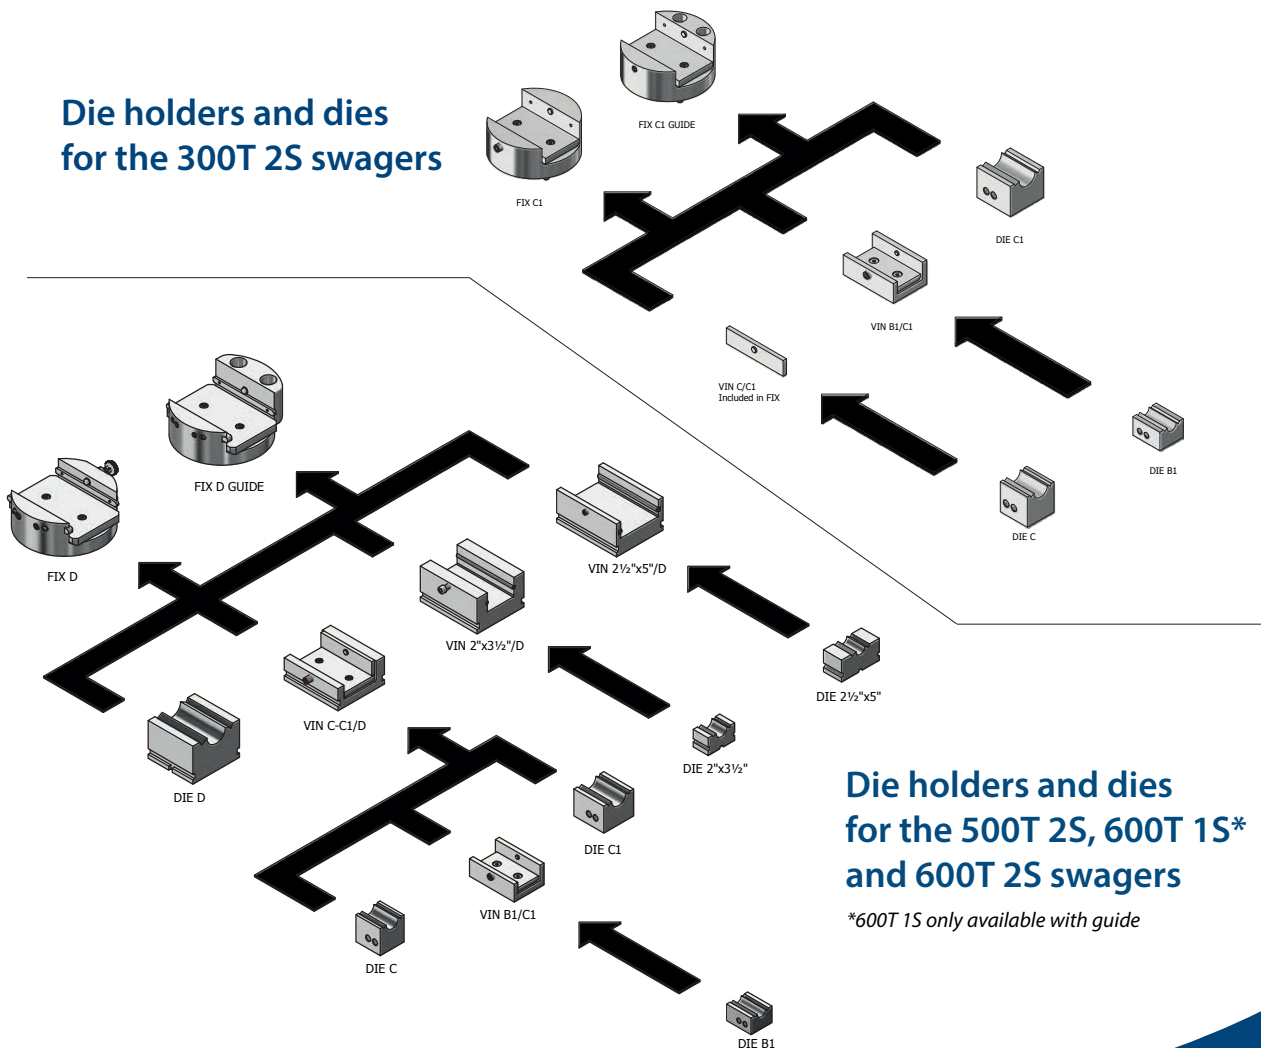 Die holders and dies
for the 300T 2S swagers
FIX C1 GUIDE
FIX C1
DIE C1
VIN B1/C1
VIN C/C1
Included in FIX
DIE B1
DIE C
FIX D GUIDE
FIX D
VIN 2½"x5"/D
VIN 2"x3½"/D
VIN C-C1/D
DIE D
DIE 2½"x5"
DIE 2"x3½"
DIE C1
VIN B1/C1
DIE C
DIE B1
Die holders and dies
for the 500T 2S, 600T 1S*
and 600T 2S swagers
*600T 1S only available with guide